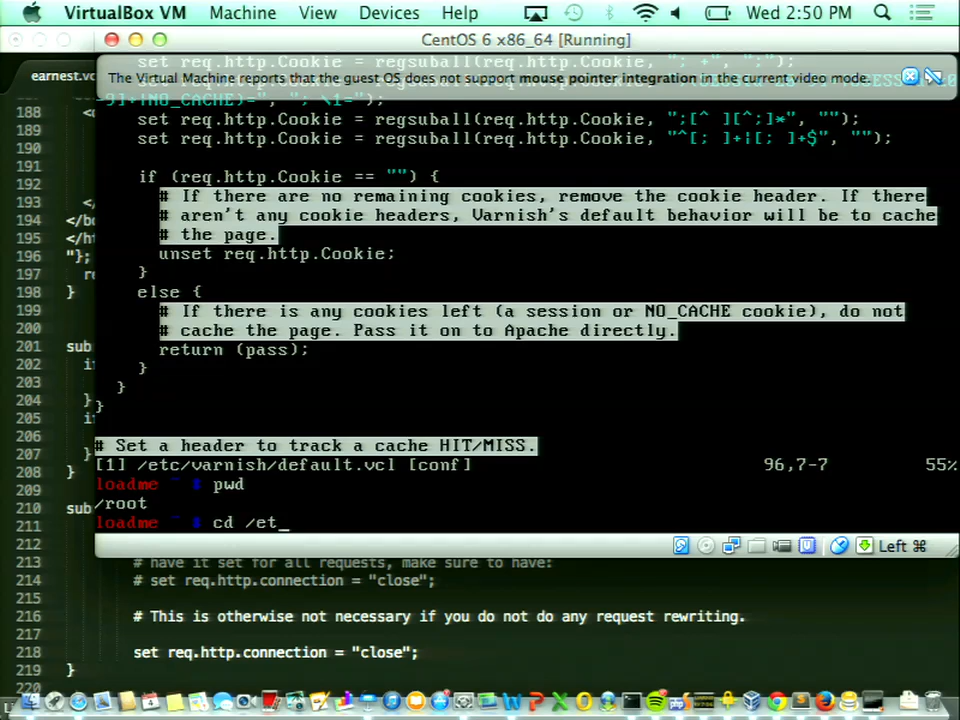 VirtualBox VM Machine View Devices Help Wed 2:50 PM
CentOS 6 x86_64 [Running]
earnest.vc
The Virtual Machine reports that the guest OS does not support mouse pointer integration in the current video mode.
9]+|NO_CACHE)=", "; \1=");
set req.http.Cookie = regsuball(req.http.Cookie, ";[^ ][^;]*", "");
set req.http.Cookie = regsuball(req.http.Cookie, "^[; ]+|[; ]+$", "");
if (req.http.Cookie == "") {
# If there are no remaining cookies, remove the cookie header. If there
# aren't any cookie headers, Varnish's default behavior will be to cache
# the page.
unset req.http.Cookie;
}
else {
# If there is any cookies left (a session or NO_CACHE cookie), do not
# cache the page. Pass it on to Apache directly.
return (pass);
}
}
}
# Set a header to track a cache HIT/MISS.
[1] /etc/varnish/default.vcl [conf] 96,7-7 55%
loadme ~ # pwd
/root
loadme ~ # cd /et_
Left ⌘
188 <
189
190
191
192
193 </
194 </b
195 </h
196 "};
197 re
198 }
199
200
201 sub
202 i
203
204 }
205 i
206
207 }
208 }
209
210 sub
211
212
213 # have it set for all requests, make sure to have:
214 # set req.http.connection = "close";
215
216 # This is otherwise not necessary if you do not do any request rewriting.
217
218 set req.http.connection = "close";
219 }
220